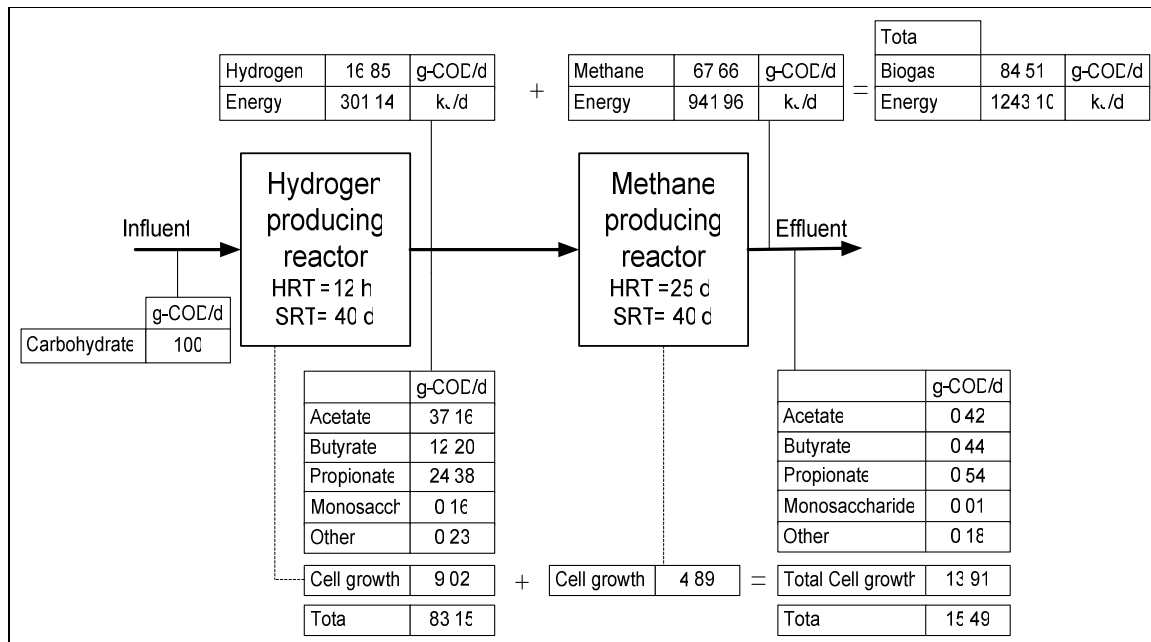 Tota
Hydrogen 16 85 g-COD/d
Energy 301 14 kJ/d
+
Methane 67 66 g-COD/d
Energy 941 96 kJ/d
=
Biogas 84 51 g-COD/d
Energy 1243 10 kJ/d
Hydrogen
producing
reactor
HRT =12 h
SRT= 40 d
Methane
producing
reactor
HRT =25 d
SRT= 40 d
Influent
Effluent
g-COD/d
Carbohydrate 100
g-COD/d
Acetate 37 16
Butyrate 12 20
Propionate 24 38
Monosacch 0 16
Other 0 23
Cell growth 9 02
Tota 83 15
+
Cell growth 4 89
=
g-COD/d
Acetate 0 42
Butyrate 0 44
Propionate 0 54
Monosaccharide 0 01
Other 0 18
Total Cell growth 13 91
Tota 15 49